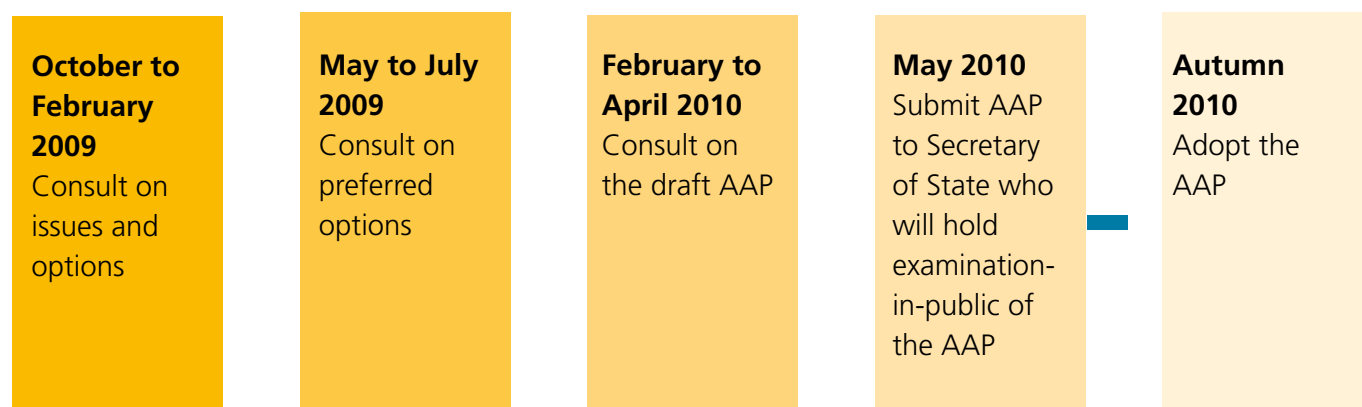 October to
February
2009
Consult on
issues and
options
May to July
2009
Consult on
preferred
options
February to
April 2010
Consult on
the draft AAP
May 2010
Submit AAP
to Secretary
of State who
will hold
examination-
in-public of
the AAP
Autumn
2010
Adopt the
AAP